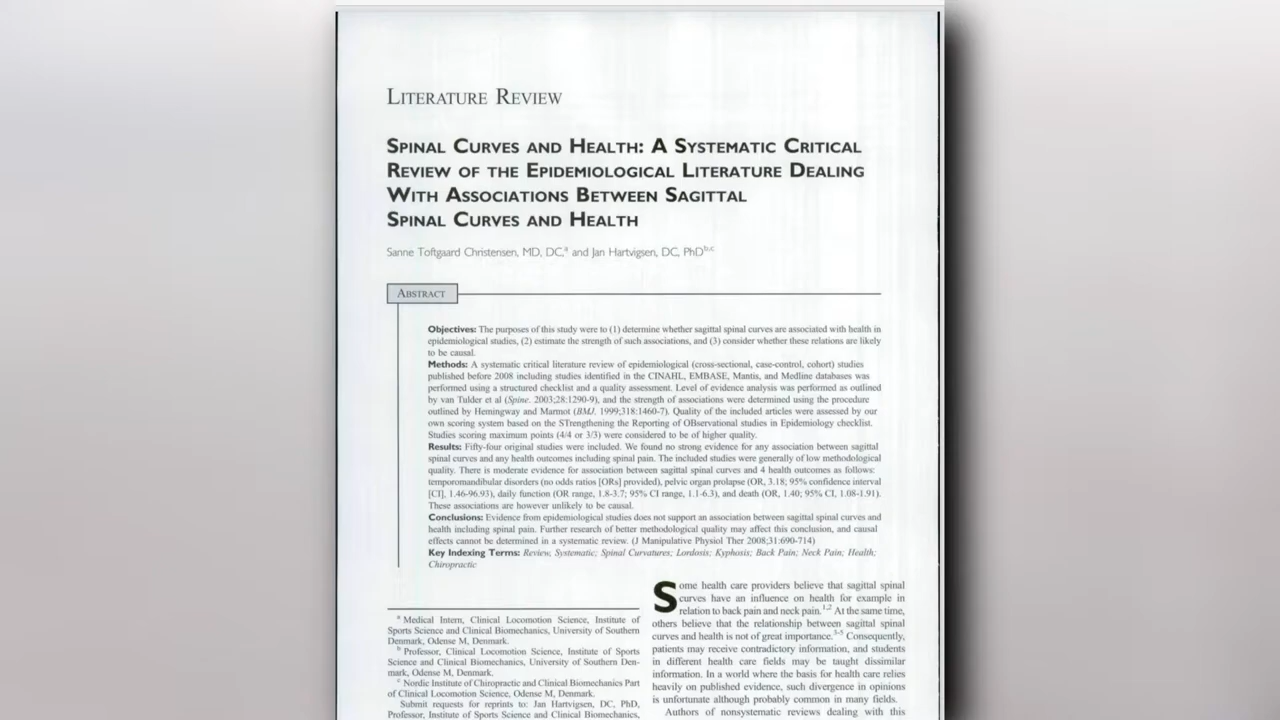 LITERATURE REVIEW
SPINAL CURVES AND HEALTH: A SYSTEMATIC CRITICAL
REVIEW OF THE EPIDEMIOLOGICAL LITERATURE DEALING
WITH ASSOCIATIONS BETWEEN SAGITTAL
SPINAL CURVES AND HEALTH
Sanne Toftgaard Christensen, MD, DC,a and Jan Hartvigsen, DC, PhDb,c
ABSTRACT
Objectives: The purposes of this study were to (1) determine whether sagittal spinal curves are associated with health in
epidemiological studies, (2) estimate the strength of such associations, and (3) consider whether these relations are likely
to be causal.
Methods: A systematic critical literature review of epidemiological (cross-sectional, case-control, cohort) studies
published before 2008 including studies identified in the CINAHL, EMBASE, Mantis, and Medline databases was
performed using a structured checklist and a quality assessment. Level of evidence analysis was performed as outlined
by van Tulder et al (Spine. 2003;28:1290-9), and the strength of associations were determined using the procedure
outlined by Hemingway and Marmot (BMJ. 1999;318:1460-7). Quality of the included articles were assessed by our
own scoring system based on the STrengthening the Reporting of OBservational studies in Epidemiology checklist.
Studies scoring maximum points (4/4 or 3/3) were considered to be of higher quality.
Results: Fifty-four original studies were included. We found no strong evidence for any association between sagittal
spinal curves and any health outcomes including spinal pain. The included studies were generally of low methodological
quality. There is moderate evidence for association between sagittal spinal curves and 4 health outcomes as follows:
temporomandibular disorders (no odds ratios [ORs] provided), pelvic organ prolapse (OR, 3.18; 95% confidence interval
[CI], 1.46-96.93), daily function (OR range, 1.8-3.7; 95% CI range, 1.1-6.3), and death (OR, 1.40; 95% CI, 1.08-1.91).
These associations are however unlikely to be causal.
Conclusions: Evidence from epidemiological studies does not support an association between sagittal spinal curves and
health including spinal pain. Further research of better methodological quality may affect this conclusion, and causal
effects cannot be determined in a systematic review. (J Manipulative Physiol Ther 2008;31:690-714)
Key Indexing Terms: Review, Systematic; Spinal Curvatures; Lordosis; Kyphosis; Back Pain; Neck Pain; Health;
Chiropractic
a Medical Intern, Clinical Locomotion Science, Institute of
Sports Science and Clinical Biomechanics, University of Southern
Denmark, Odense M, Denmark.
b Professor, Clinical Locomotion Science, Institute of Sports
Science and Clinical Biomechanics, University of Southern Den-
mark, Odense M, Denmark.
c Nordic Institute of Chiropractic and Clinical Biomechanics Part
of Clinical Locomotion Science, Odense M, Denmark.
Submit requests for reprints to: Jan Hartvigsen, DC, PhD,
Professor, Institute of Sports Science and Clinical Biomechanics,
Some health care providers believe that sagittal spinal
curves have an influence on health for example in
relation to back pain and neck pain.1,2 At the same time,
others believe that the relationship between sagittal spinal
curves and health is not of great importance.3-5 Consequently,
patients may receive contradictory information, and students
in different health care fields may be taught dissimilar
information. In a world where the basis for health care relies
heavily on published evidence, such divergence in opinions
is unfortunate although probably common in many fields.
Authors of nonsystematic reviews dealing with this